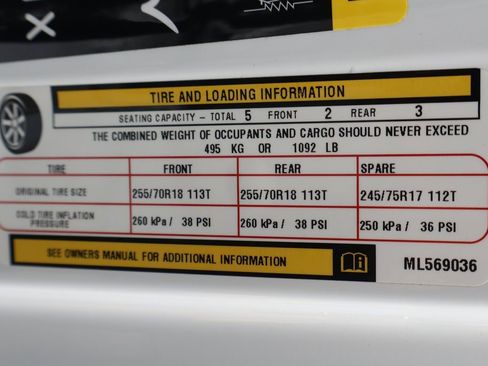 TIRE AND LOADING INFORMATION
SEATING CAPACITY - TOTAL 5 FRONT 2 REAR 3
THE COMBINED WEIGHT OF OCCUPANTS AND CARGO SHOULD NEVER EXCEED
495 KG OR 1092 LB
TIRE FRONT REAR SPARE
ORIGINAL TIRE SIZE 255/70R18 113T 255/70R18 113T 245/75R17 112T
COLD TIRE INFLATION PRESSURE 260 kPa / 38 PSI 260 kPa / 38 PSI 250 kPa / 36 PSI
SEE OWNERS MANUAL FOR ADDITIONAL INFORMATION ML569036